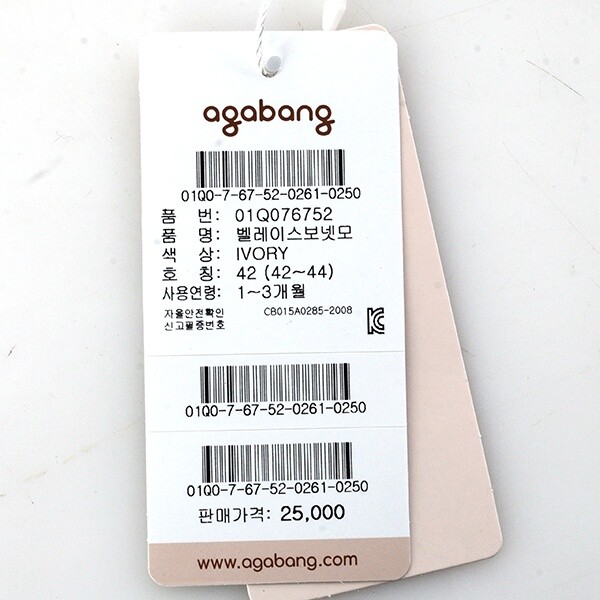 agabang
01Q0-7-67-52-0261-0250
품 번: 01Q076752
품 명: 벨레이스보넷모
색 상: IVORY
호 칭: 42 (42~44)
사용연령: 1~3개월
자율안전확인 CB015A0285-2008
신고필증번호
01Q0-7-67-52-0261-0250
01Q0-7-67-52-0261-0250
판매가격: 25,000
www.agabang.com